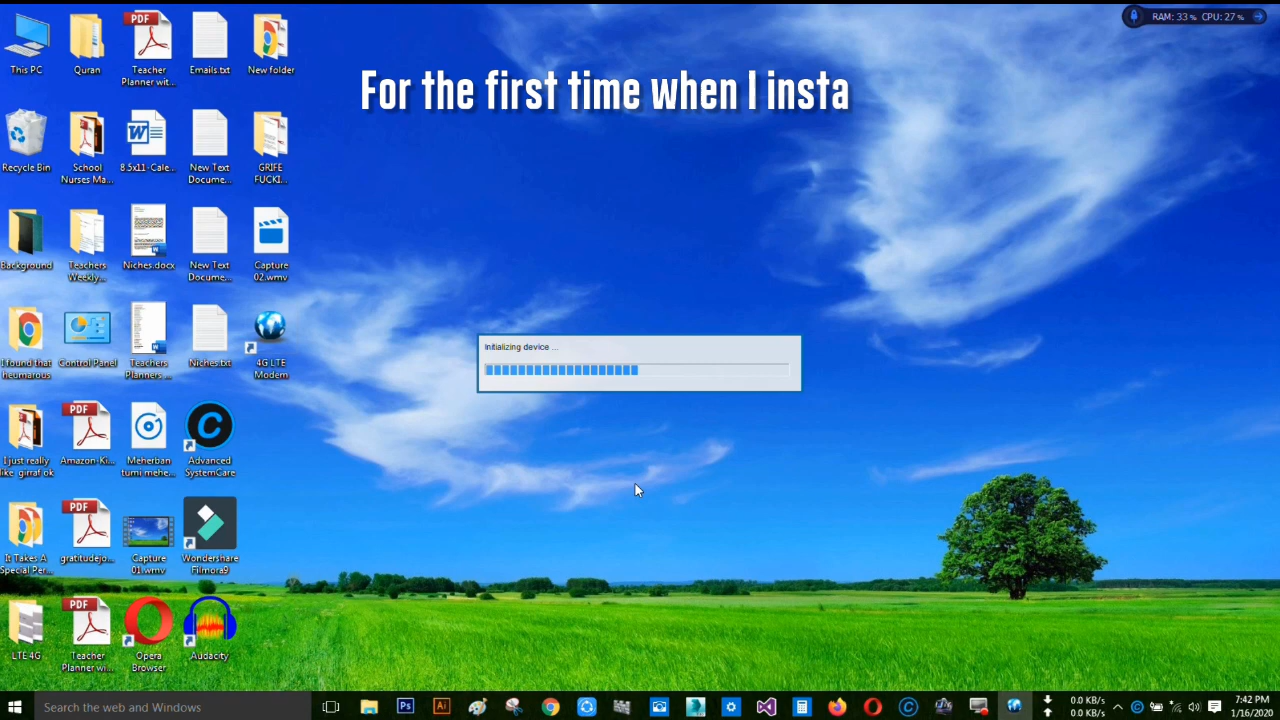 RAM: 33 % CPU: 27 %
For the first time when I insta
This PC
Quran
PDF
Teacher
Planner wit...
Emails.txt
New folder
Recycle Bin
School
Nurses Ma...
8.5x11-Cale...
New Text
Docume...
GRIFE
FUCKI...
Background
Teachers
Weekly...
Niches.docx
New Text
Docume...
Capture
02.wmv
I found that
heumarous
Control Panel
Teachers
Planners ...
Niches.txt
4G LTE
Modem
Initializing device ...
I just really
like girraf ok
PDF
Amazon-Ki...
Meherban
tumi mehe...
Advanced
SystemCare
It Takes A
Special Per...
PDF
gratitudejo...
Capture
01.wmv
Wondershare
Filmora9
LTE 4G
PDF
Teacher
Planner wi...
Opera
Browser
Audacity
Search the web and Windows
Ps
Ai
0.0 KB/s
0.0 KB/s
7:42 PM
1/16/2020